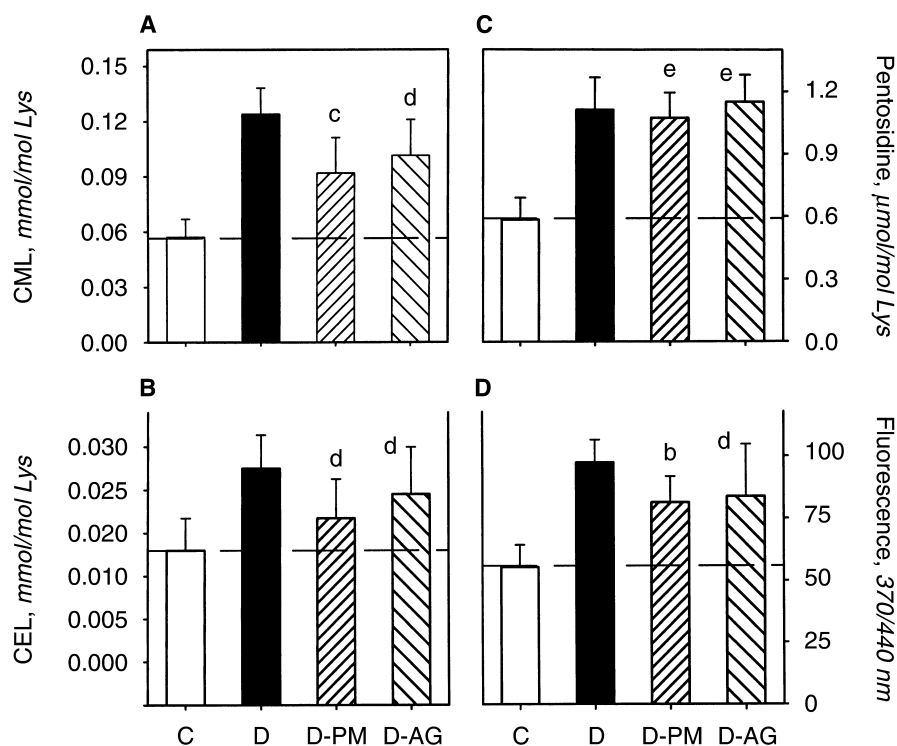 A
CML, mmol/mol Lys
0.15
0.12
0.09
0.06
0.03
0.00
c
d
C
e
e
1.2
0.9
0.6
0.3
0.0
Pentosidine, μmol/mol Lys
B
CEL, mmol/mol Lys
0.030
0.025
0.020
0.010
0.005
0.000
d
d
C D D-PM D-AG
D
b
d
100
75
50
25
0
Fluorescence, 370/440 nm
C D D-PM D-AG